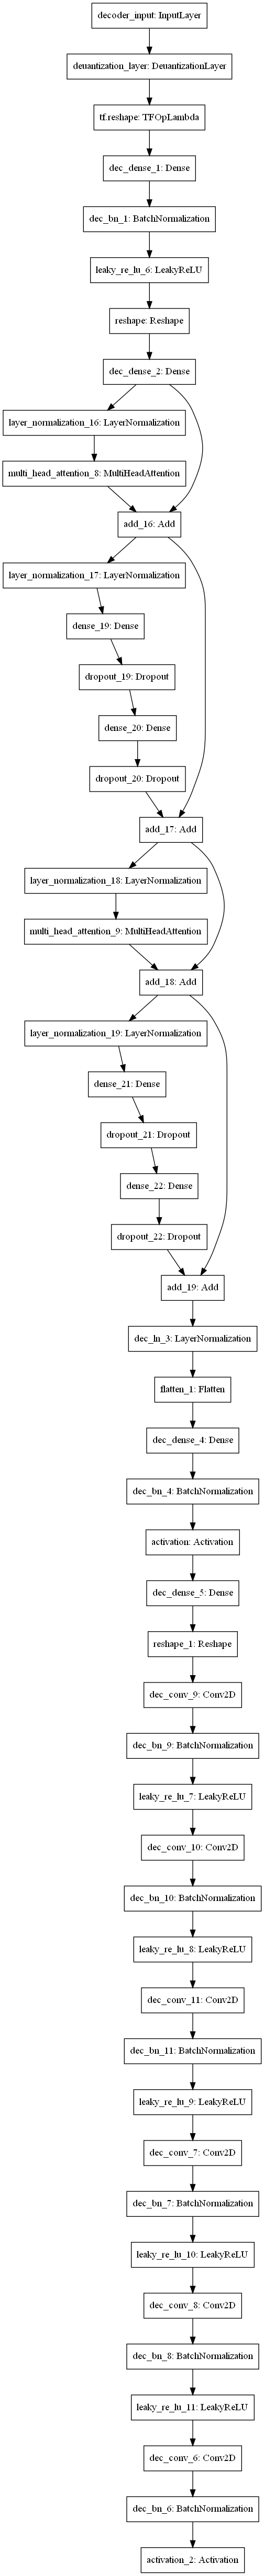 decoder_input: InputLayer
deuantization_layer: DeuantizationLayer
tf.reshape: TFOpLambda
dec_dense_1: Dense
dec_bn_1: BatchNormalization
leaky_re_lu_6: LeakyReLU
reshape: Reshape
dec_dense_2: Dense
layer_normalization_16: LayerNormalization
multi_head_attention_8: MultiHeadAttention
add_16: Add
layer_normalization_17: LayerNormalization
dense_19: Dense
dropout_19: Dropout
dense_20: Dense
dropout_20: Dropout
add_17: Add
layer_normalization_18: LayerNormalization
multi_head_attention_9: MultiHeadAttention
add_18: Add
layer_normalization_19: LayerNormalization
dense_21: Dense
dropout_21: Dropout
dense_22: Dense
dropout_22: Dropout
add_19: Add
dec_ln_3: LayerNormalization
flatten_1: Flatten
dec_dense_4: Dense
dec_bn_4: BatchNormalization
activation: Activation
dec_dense_5: Dense
reshape_1: Reshape
dec_conv_9: Conv2D
dec_bn_9: BatchNormalization
leaky_re_lu_7: LeakyReLU
dec_conv_10: Conv2D
dec_bn_10: BatchNormalization
leaky_re_lu_8: LeakyReLU
dec_conv_11: Conv2D
dec_bn_11: BatchNormalization
leaky_re_lu_9: LeakyReLU
dec_conv_7: Conv2D
dec_bn_7: BatchNormalization
leaky_re_lu_10: LeakyReLU
dec_conv_8: Conv2D
dec_bn_8: BatchNormalization
leaky_re_lu_11: LeakyReLU
dec_conv_6: Conv2D
dec_bn_6: BatchNormalization
activation_2: Activation